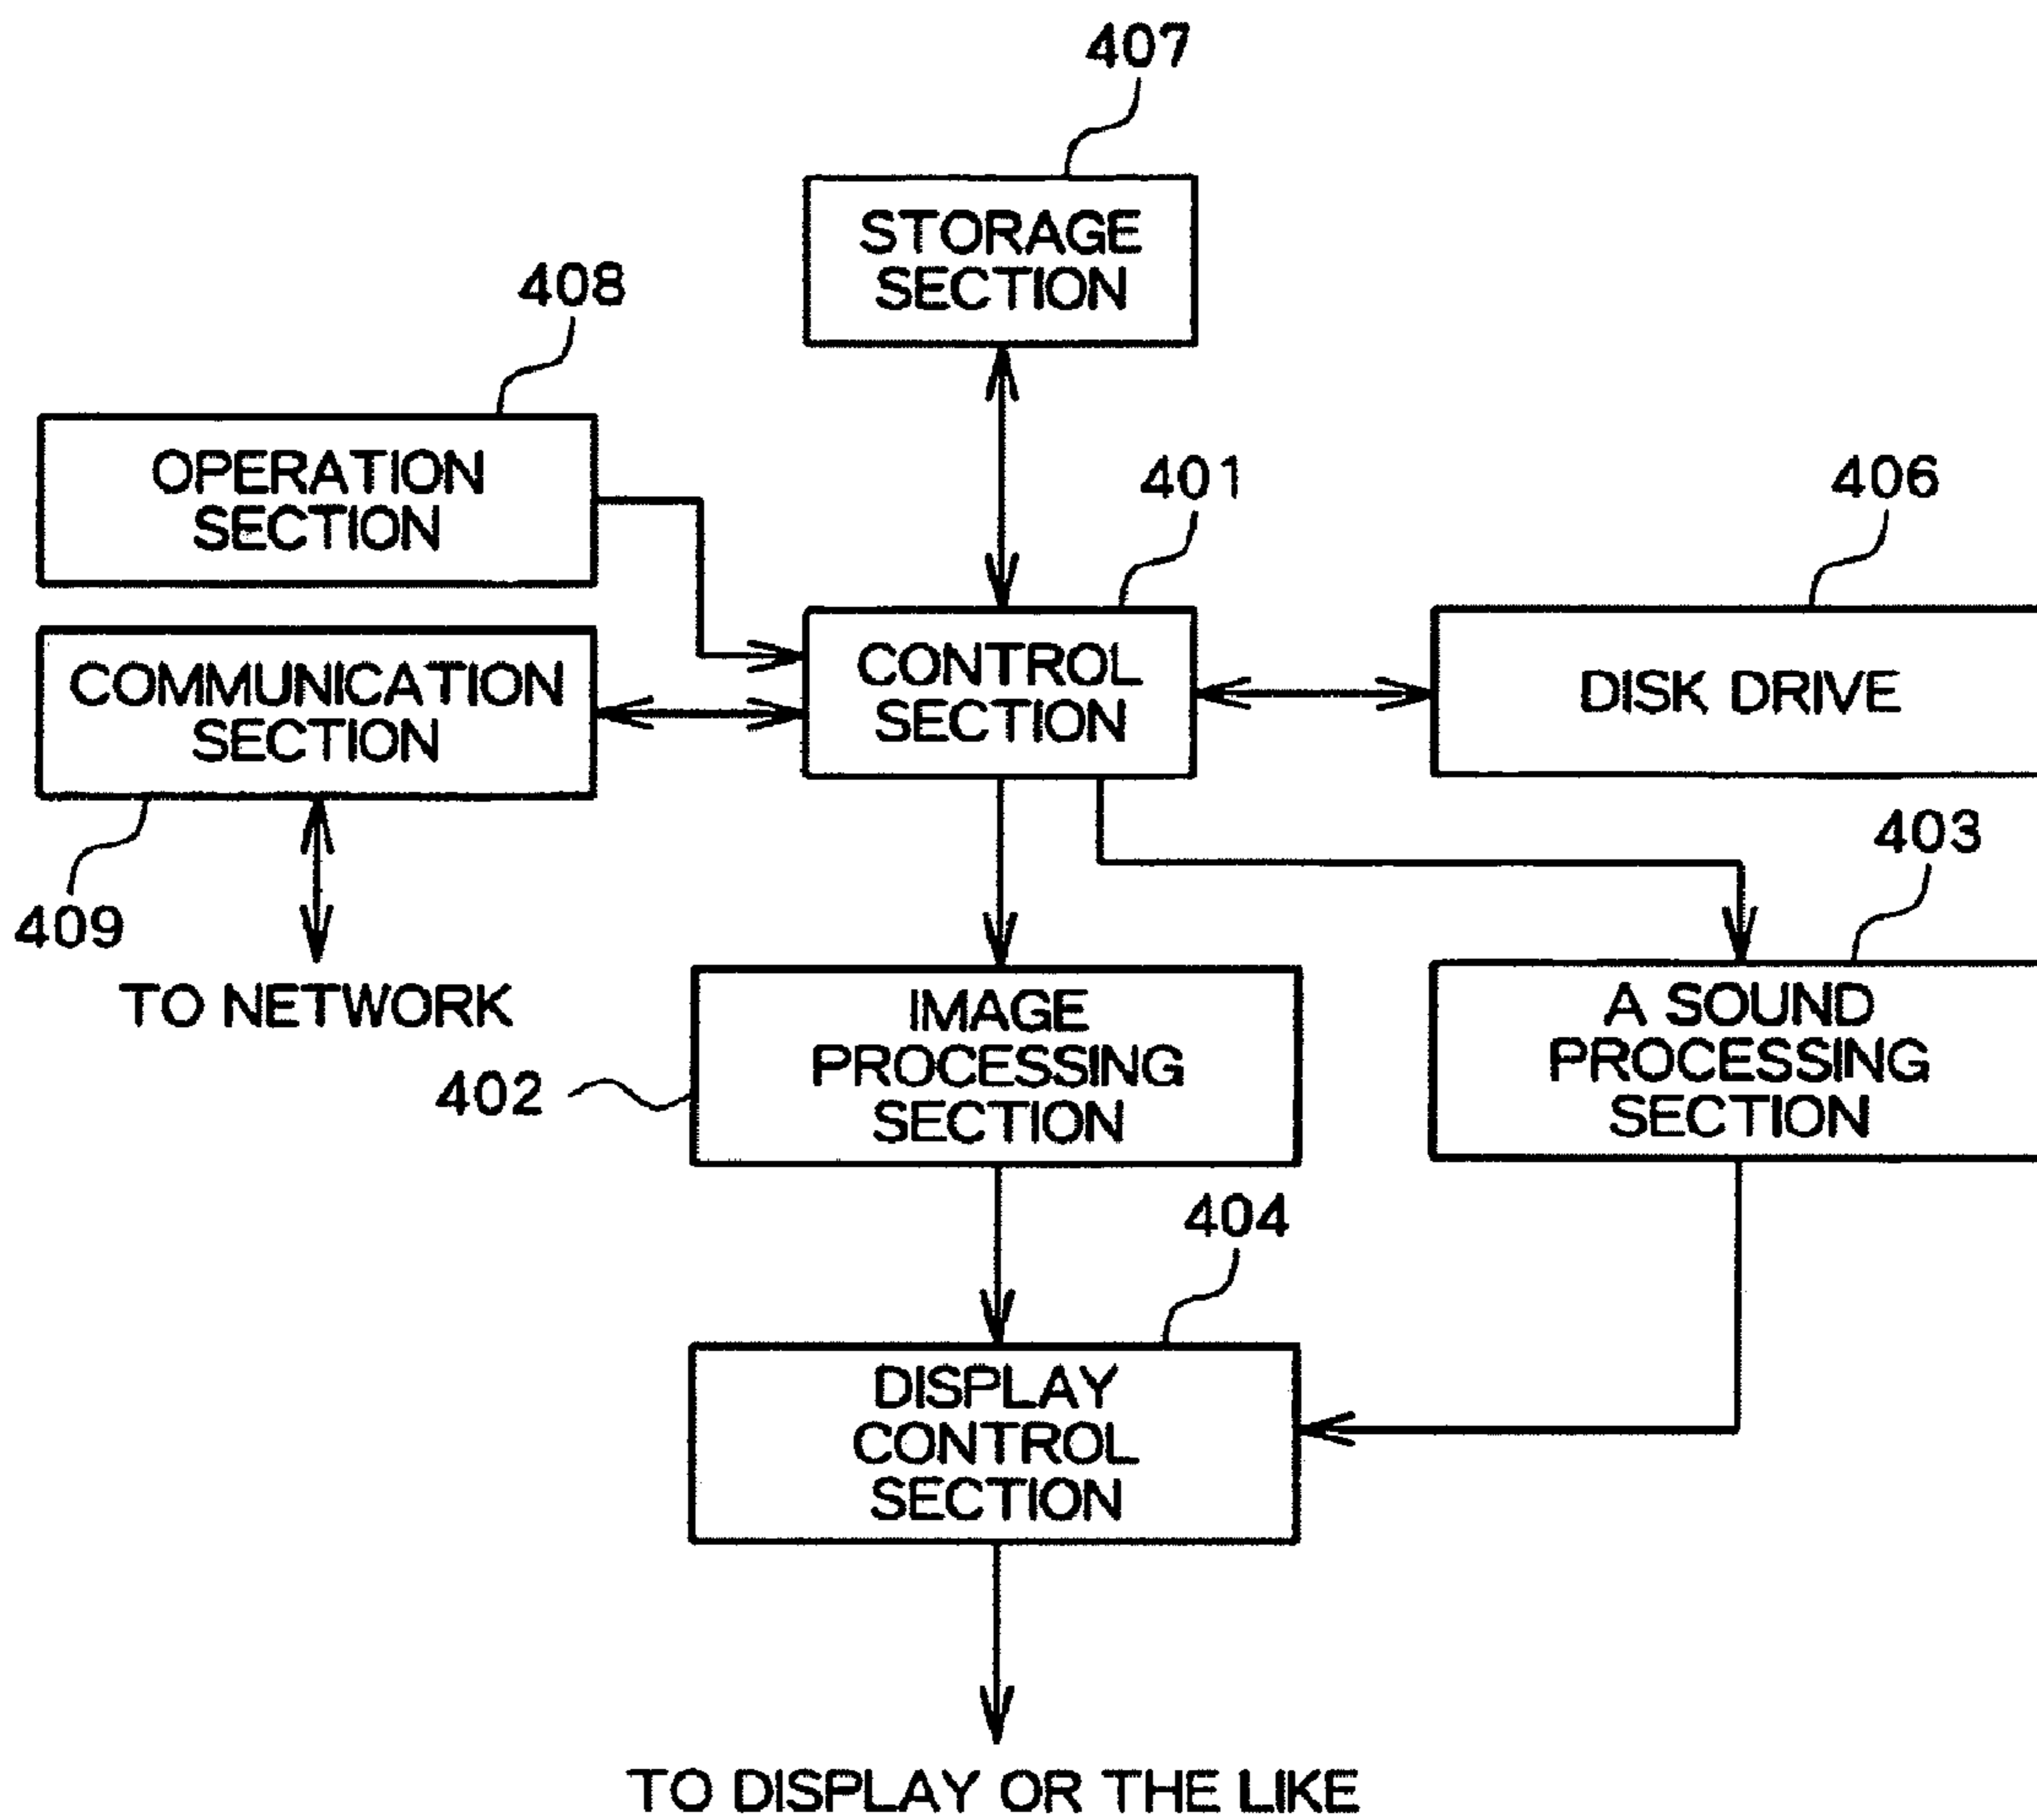 407
STORAGE
SECTION
408
OPERATION
SECTION
401
406
COMMUNICATION
SECTION
CONTROL
SECTION
DISK DRIVE
403
409
TO NETWORK
IMAGE
PROCESSING
SECTION
402
A SOUND
PROCESSING
SECTION
404
DISPLAY
CONTROL
SECTION
TO DISPLAY OR THE LIKE